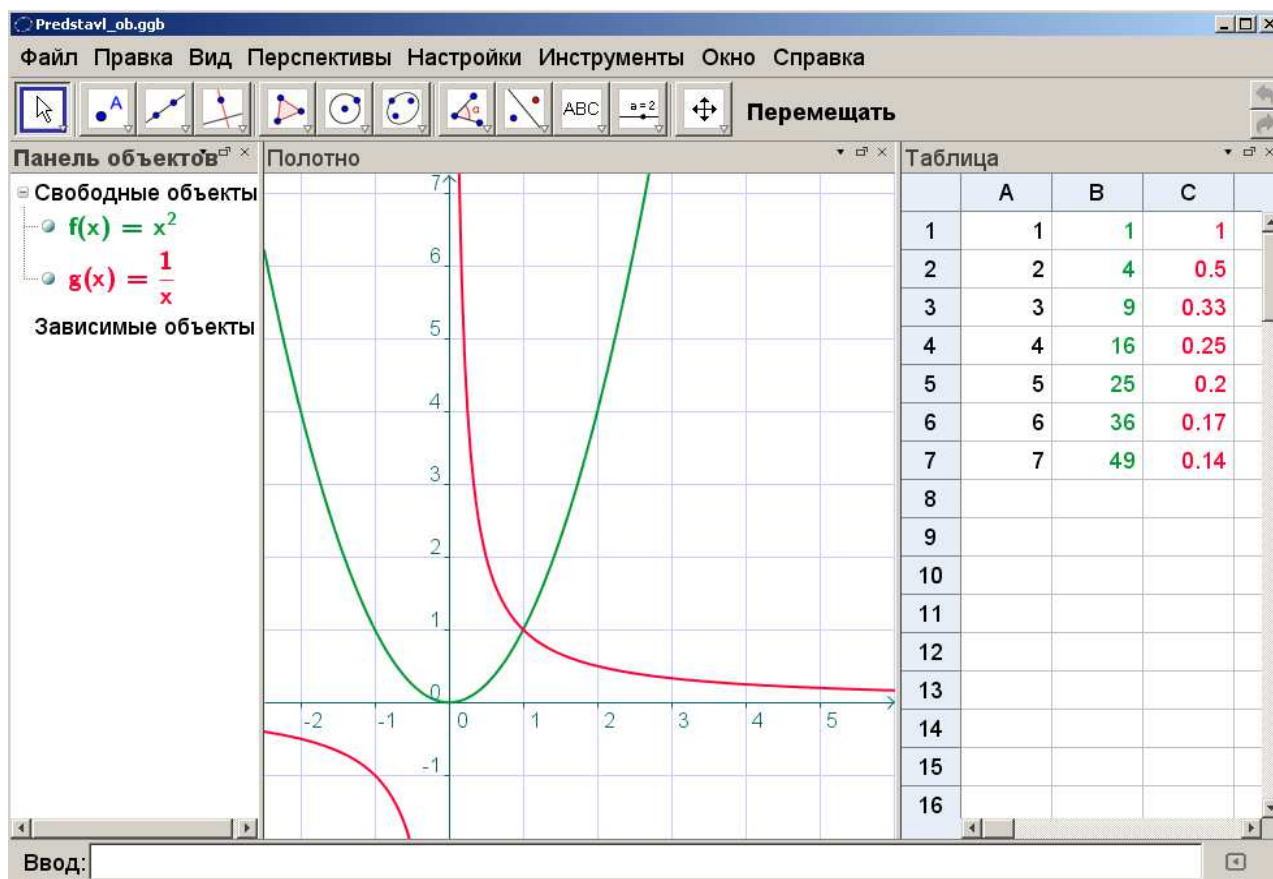 Predstavl_ob.ggb
Файл Правка Вид Перспективы Настройки Инструменты Окно Справка
A α ABC a=2 Перемещать
Панель объектов
Свободные объекты
f(x) = x²
g(x) = 1/x
Зависимые объекты
Полотно
7
6
5
4
3
2
1
0
-2 -1 0 1 2 3 4 5
-1
Таблица
A B C
1 1 1 1
2 2 4 0.5
3 3 9 0.33
4 4 16 0.25
5 5 25 0.2
6 6 36 0.17
7 7 49 0.14
8
9
10
11
12
13
14
15
16
Ввод: